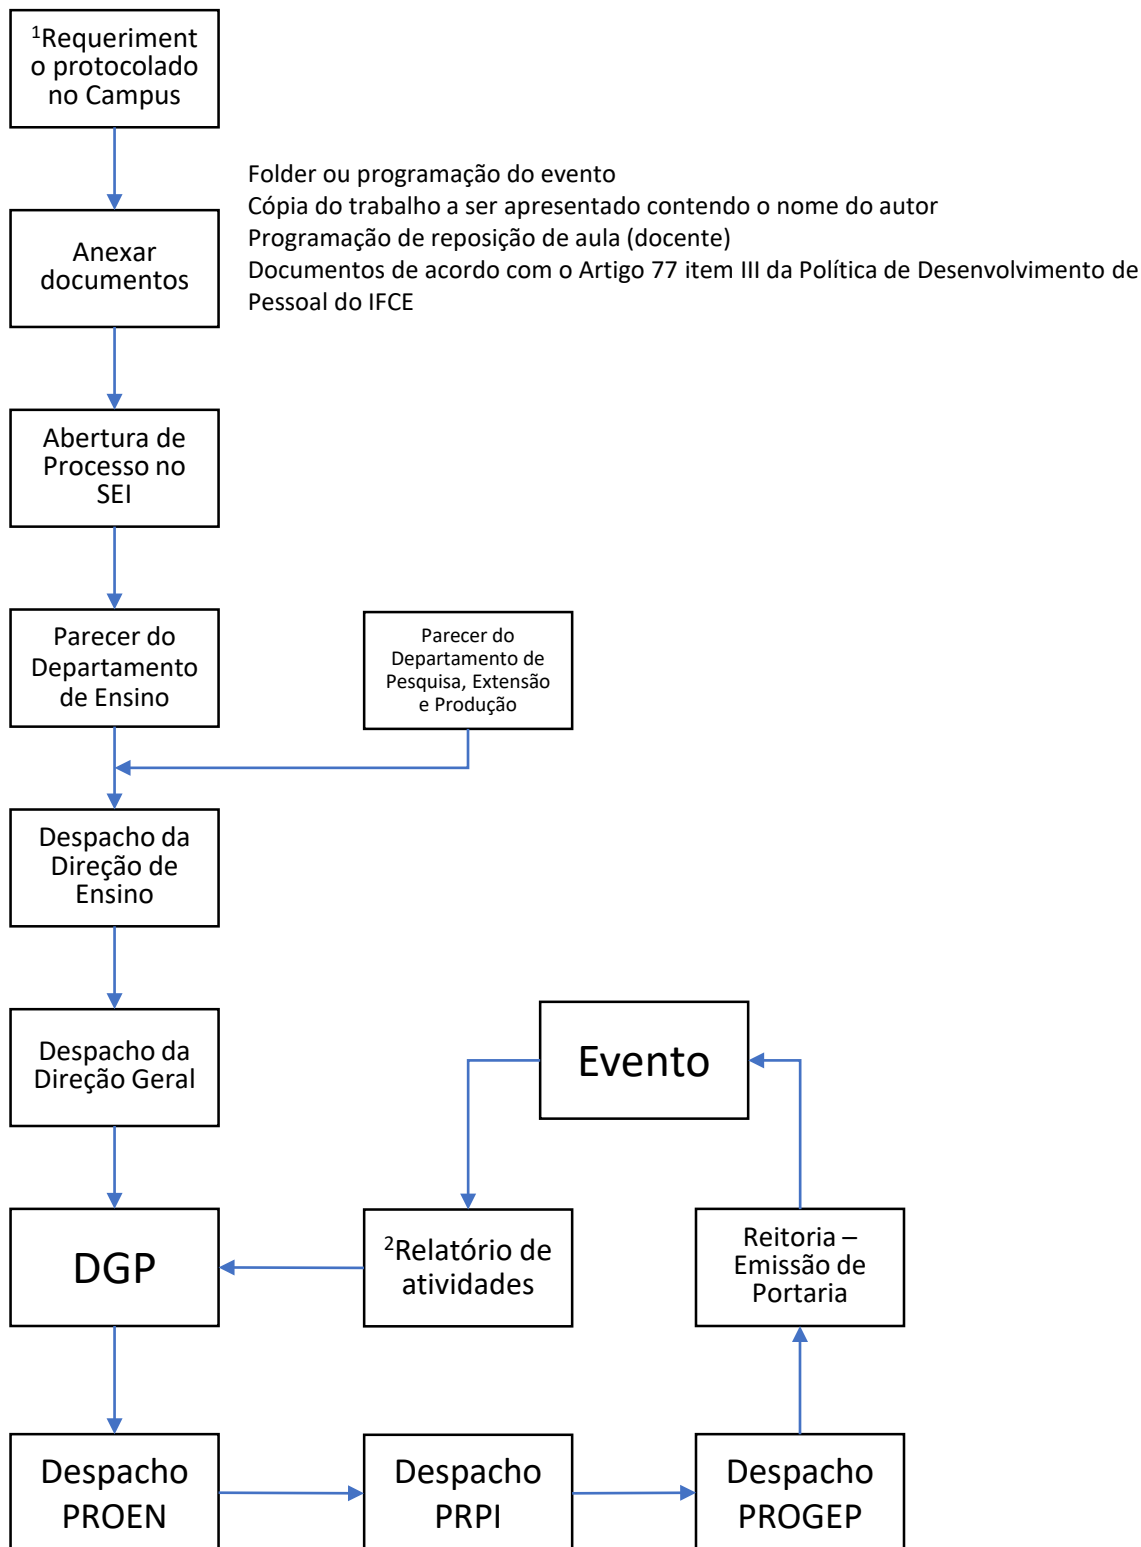 ¹Requeriment
o protocolado
no Campus
Folder ou programação do evento
Cópia do trabalho a ser apresentado contendo o nome do autor
Programação de reposição de aula (docente)
Documentos de acordo com o Artigo 77 item III da Política de Desenvolvimento de
Pessoal do IFCE
Anexar
documentos
Abertura de
Processo no
SEI
Parecer do
Departamento
de Ensino
Parecer do
Departamento de
Pesquisa, Extensão
e Produção
Despacho da
Direção de
Ensino
Despacho da
Direção Geral
Evento
DGP
²Relatório de
atividades
Reitoria –
Emissão de
Portaria
Despacho
PROEN
Despacho
PRPI
Despacho
PROGEP